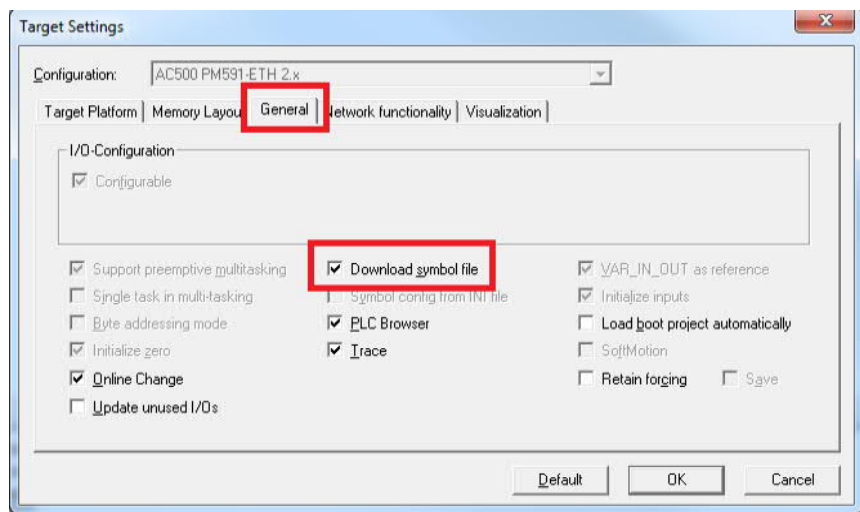 Target Settings
Configuration: AC500 PM591-ETH 2.x
Target Platform Memory Layou General Network functionality Visualization
I/O-Configuration
Configurable
Support preemptive multitasking Download symbol file VAR_IN_OUT as reference
Single task in multi-tasking Symbol config from INI file Initialize inputs
Byte addressing mode PLC Browser Load boot project automatically
Initialize zero Trace SoftMotion
Online Change Retain forcing Save
Update unused I/Os
Default OK Cancel